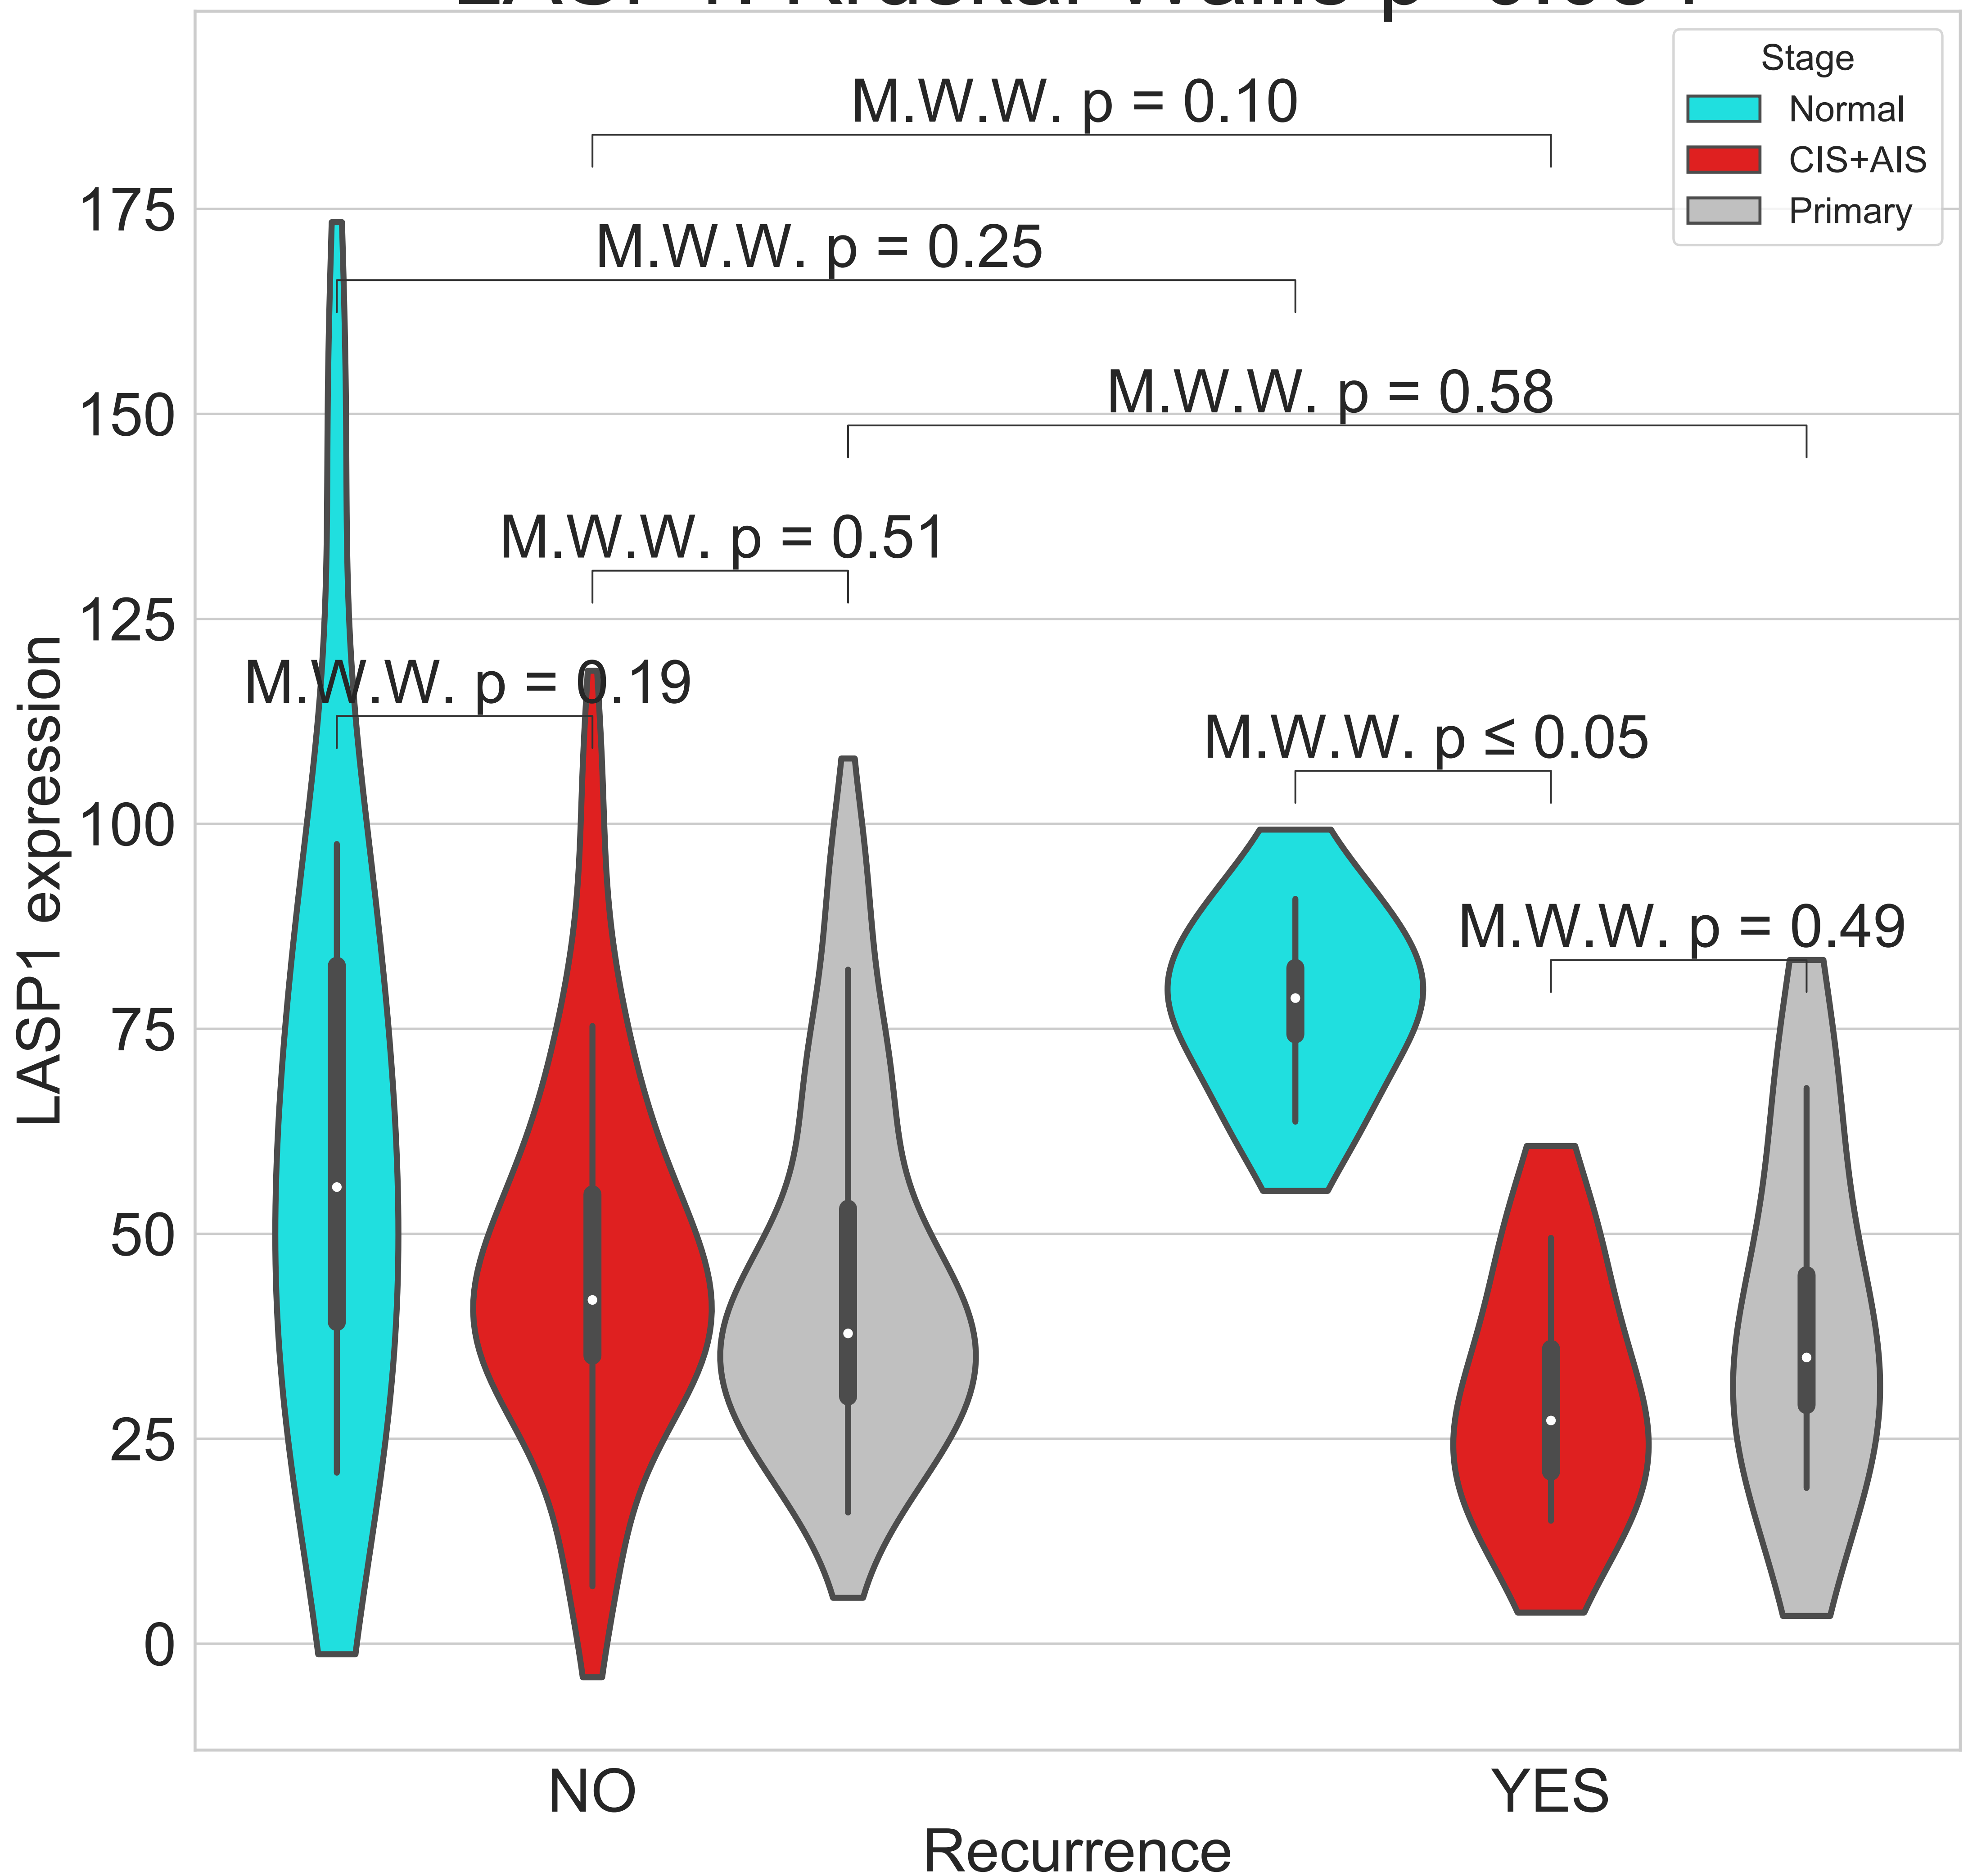 Stage
Normal
CIS+AIS
Primary
M.W.W. p = 0.10
M.W.W. p = 0.25
M.W.W. p = 0.58
M.W.W. p = 0.51
M.W.W. p = 0.19
M.W.W. p ≤ 0.05
M.W.W. p = 0.49
LASP1 expression
175
150
125
100
75
50
25
0
NO
YES
Recurrence